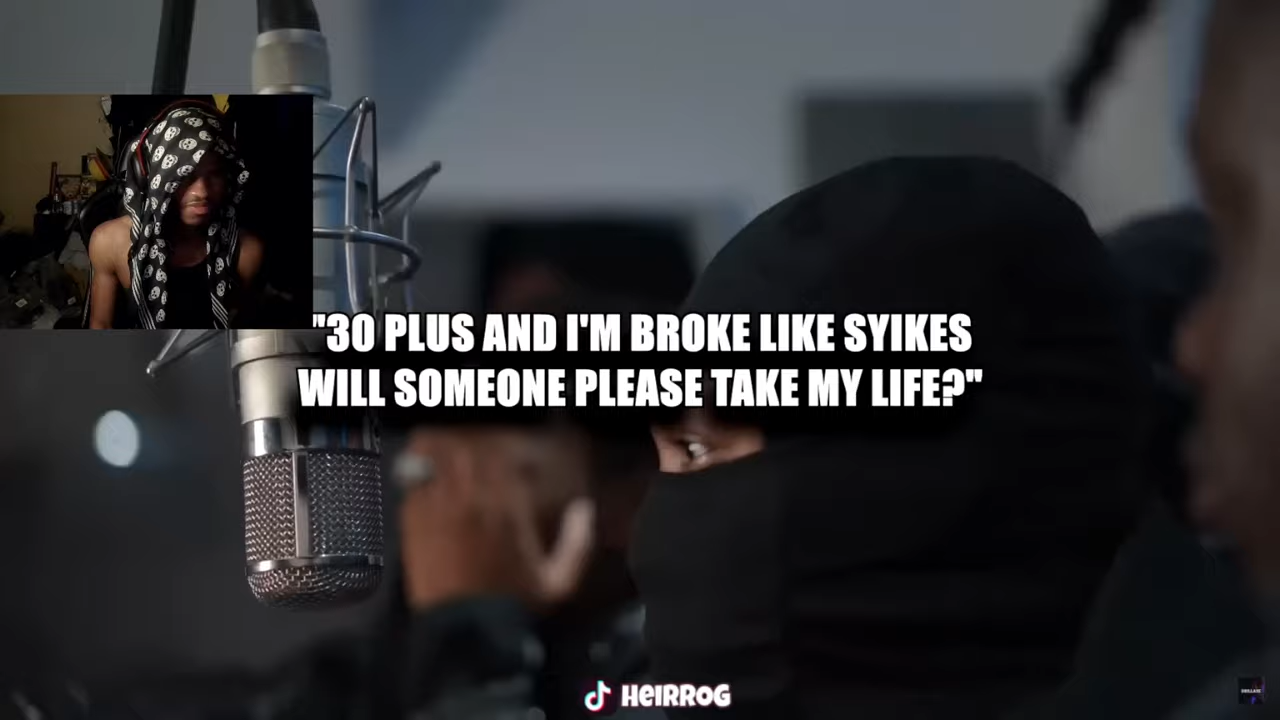 "30 PLUS AND I'M BROKE LIKE SYIKES
WILL SOMEONE PLEASE TAKE MY LIFE?"
HEIRROG